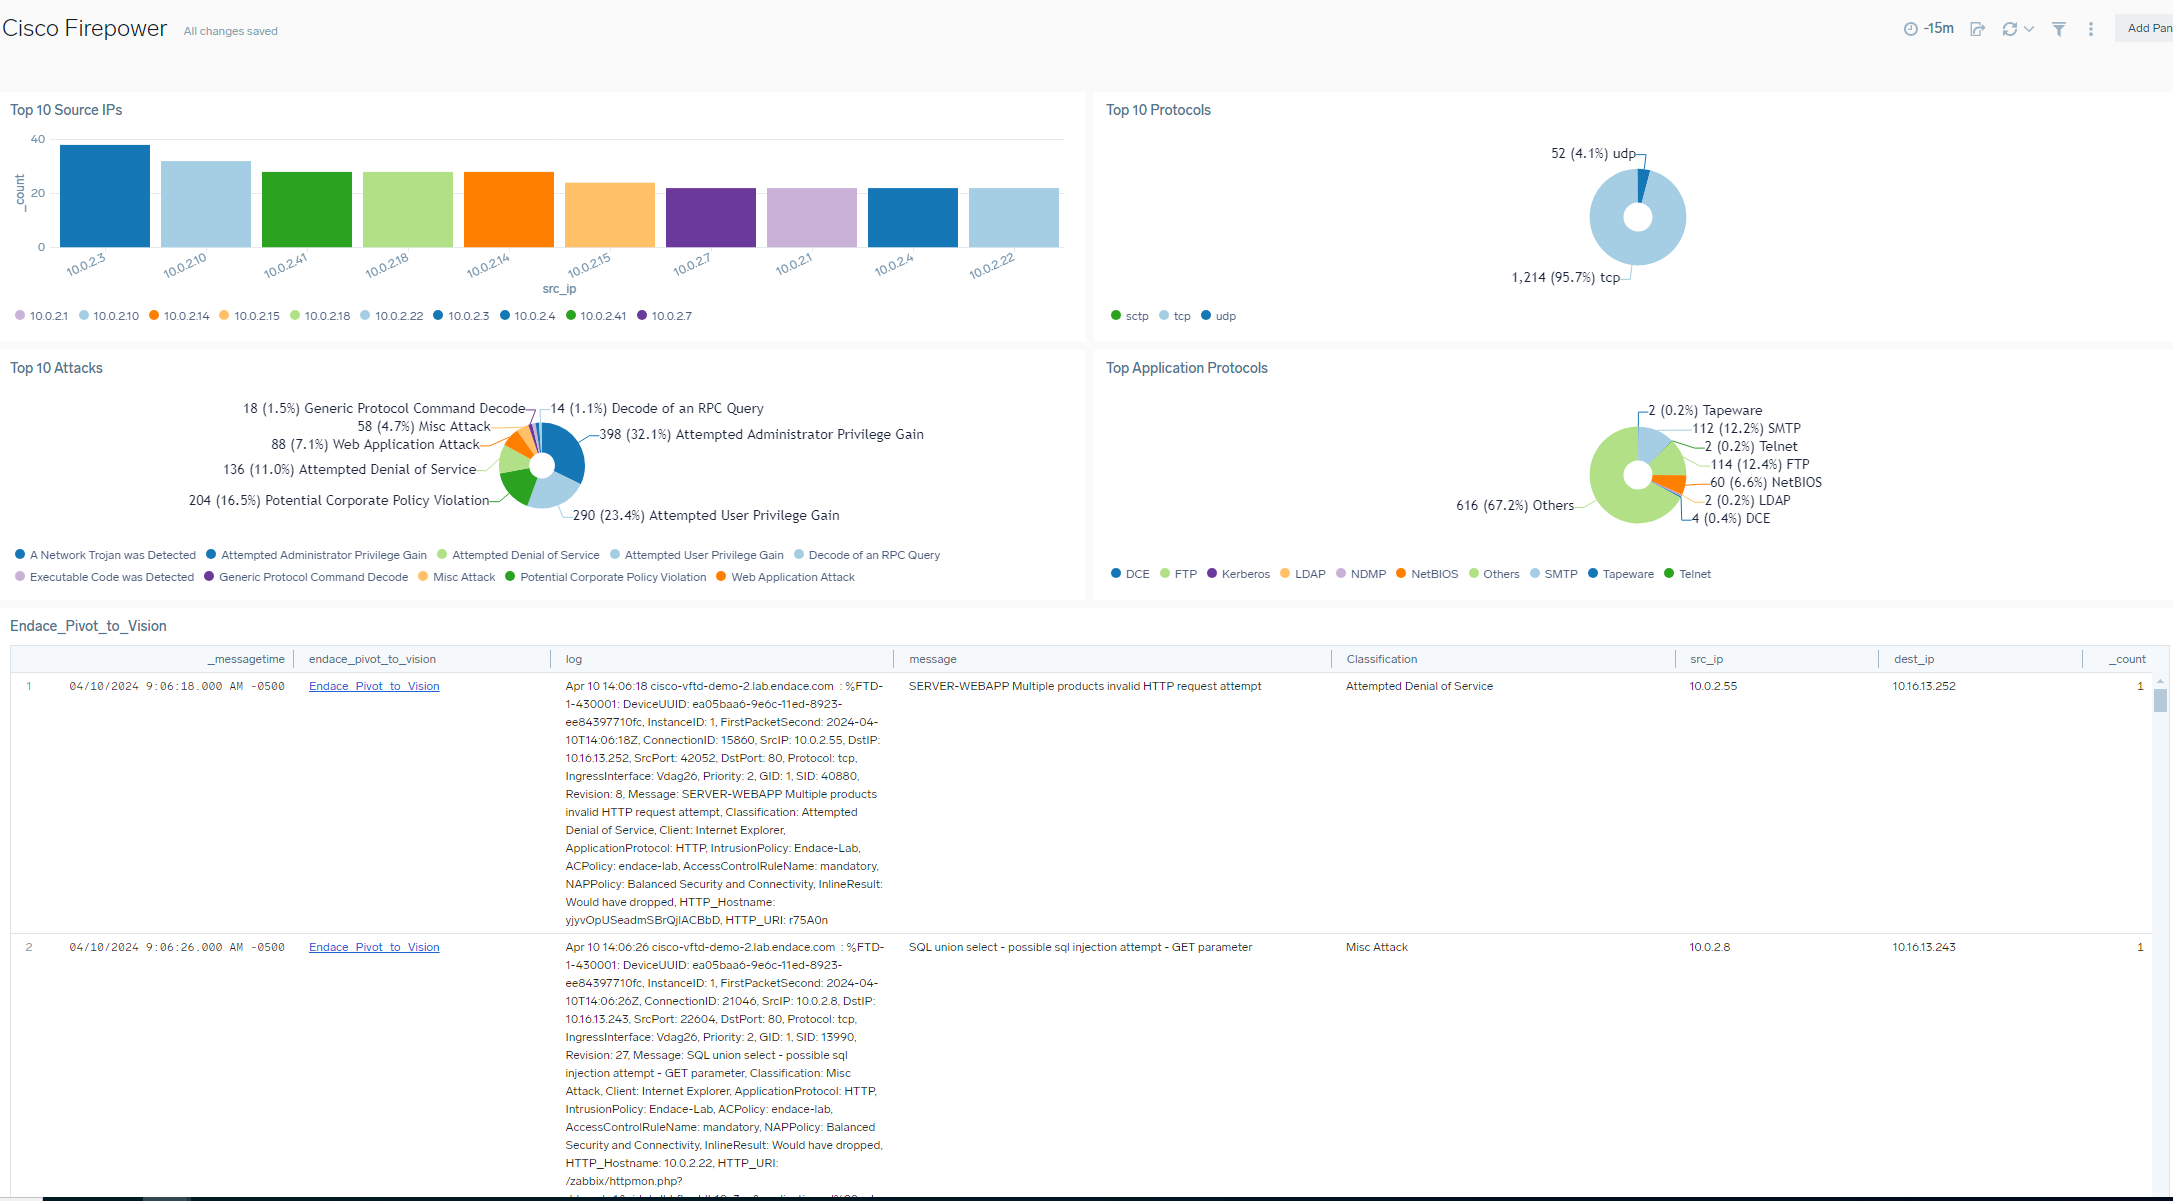 Cisco Firepower
All changes saved
-15m
Add Pan
Top 10 Source IPs
40
20
0
_count
10.0.2.3
10.0.2.10
10.0.2.41
10.0.2.18
10.0.2.14
10.0.2.15
10.0.2.7
10.0.2.1
10.0.2.4
10.0.2.22
src_ip
10.0.2.1 10.0.2.10 10.0.2.14 10.0.2.15 10.0.2.18 10.0.2.22 10.0.2.3 10.0.2.4 10.0.2.41 10.0.2.7
Top 10 Protocols
52 (4.1%) udp
1,214 (95.7%) tcp
sctp tcp udp
Top 10 Attacks
18 (1.5%) Generic Protocol Command Decode
14 (1.1%) Decode of an RPC Query
58 (4.7%) Misc Attack
398 (32.1%) Attempted Administrator Privilege Gain
88 (7.1%) Web Application Attack
136 (11.0%) Attempted Denial of Service
204 (16.5%) Potential Corporate Policy Violation
290 (23.4%) Attempted User Privilege Gain
A Network Trojan was Detected Attempted Administrator Privilege Gain Attempted Denial of Service Attempted User Privilege Gain Decode of an RPC Query
Executable Code was Detected Generic Protocol Command Decode Misc Attack Potential Corporate Policy Violation Web Application Attack
Top Application Protocols
2 (0.2%) Tapeware
112 (12.2%) SMTP
2 (0.2%) Telnet
114 (12.4%) FTP
60 (6.6%) NetBIOS
2 (0.2%) LDAP
4 (0.4%) DCE
616 (67.2%) Others
DCE FTP Kerberos LDAP NDMP NetBIOS Others SMTP Tapeware Telnet
Endace_Pivot_to_Vision
_messagetime endace_pivot_to_vision log message Classification src_ip dest_ip _count
1 04/10/2024 9:06:18.000 AM -0500 Endace_Pivot_to_Vision Apr 10 14:06:18 cisco-vftd-demo-2.lab.endace.com : %FTD- SERVER-WEBAPP Multiple products invalid HTTP request attempt Attempted Denial of Service 10.0.2.55 10.16.13.252 1
1-430001: DeviceUUID: ea05baa6-9e6c-11ed-8923-
ee84397710fc, InstanceID: 1, FirstPacketSecond: 2024-04-
10T14:06:18Z, ConnectionID: 15860, SrcIP: 10.0.2.55, DstIP:
10.16.13.252, SrcPort: 42052, DstPort: 80, Protocol: tcp,
IngressInterface: Vdag26, Priority: 2, GID: 1, SID: 40880,
Revision: 8, Message: SERVER-WEBAPP Multiple products
invalid HTTP request attempt, Classification: Attempted
Denial of Service, Client: Internet Explorer,
ApplicationProtocol: HTTP, IntrusionPolicy: Endace-Lab,
ACPolicy: endace-lab, AccessControlRuleName: mandatory,
NAPPolicy: Balanced Security and Connectivity, InlineResult:
Would have dropped, HTTP_Hostname:
yjyvOpUSeadmSBrQjlACBbD, HTTP_URI: r75A0n
2 04/10/2024 9:06:26.000 AM -0500 Endace_Pivot_to_Vision Apr 10 14:06:26 cisco-vftd-demo-2.lab.endace.com : %FTD- SQL union select - possible sql injection attempt - GET parameter Misc Attack 10.0.2.8 10.16.13.243 1
1-430001: DeviceUUID: ea05baa6-9e6c-11ed-8923-
ee84397710fc, InstanceID: 1, FirstPacketSecond: 2024-04-
10T14:06:26Z, ConnectionID: 21046, SrcIP: 10.0.2.8, DstIP:
10.16.13.243, SrcPort: 22604, DstPort: 80, Protocol: tcp,
IngressInterface: Vdag26, Priority: 2, GID: 1, SID: 13990,
Revision: 27, Message: SQL union select - possible sql
injection attempt - GET parameter, Classification: Misc
Attack, Client: Internet Explorer, ApplicationProtocol: HTTP,
IntrusionPolicy: Endace-Lab, ACPolicy: endace-lab,
AccessControlRuleName: mandatory, NAPPolicy: Balanced
Security and Connectivity, InlineResult: Would have dropped,
HTTP_Hostname: 10.0.2.22, HTTP_URI:
/zabbix/httpmon.php?